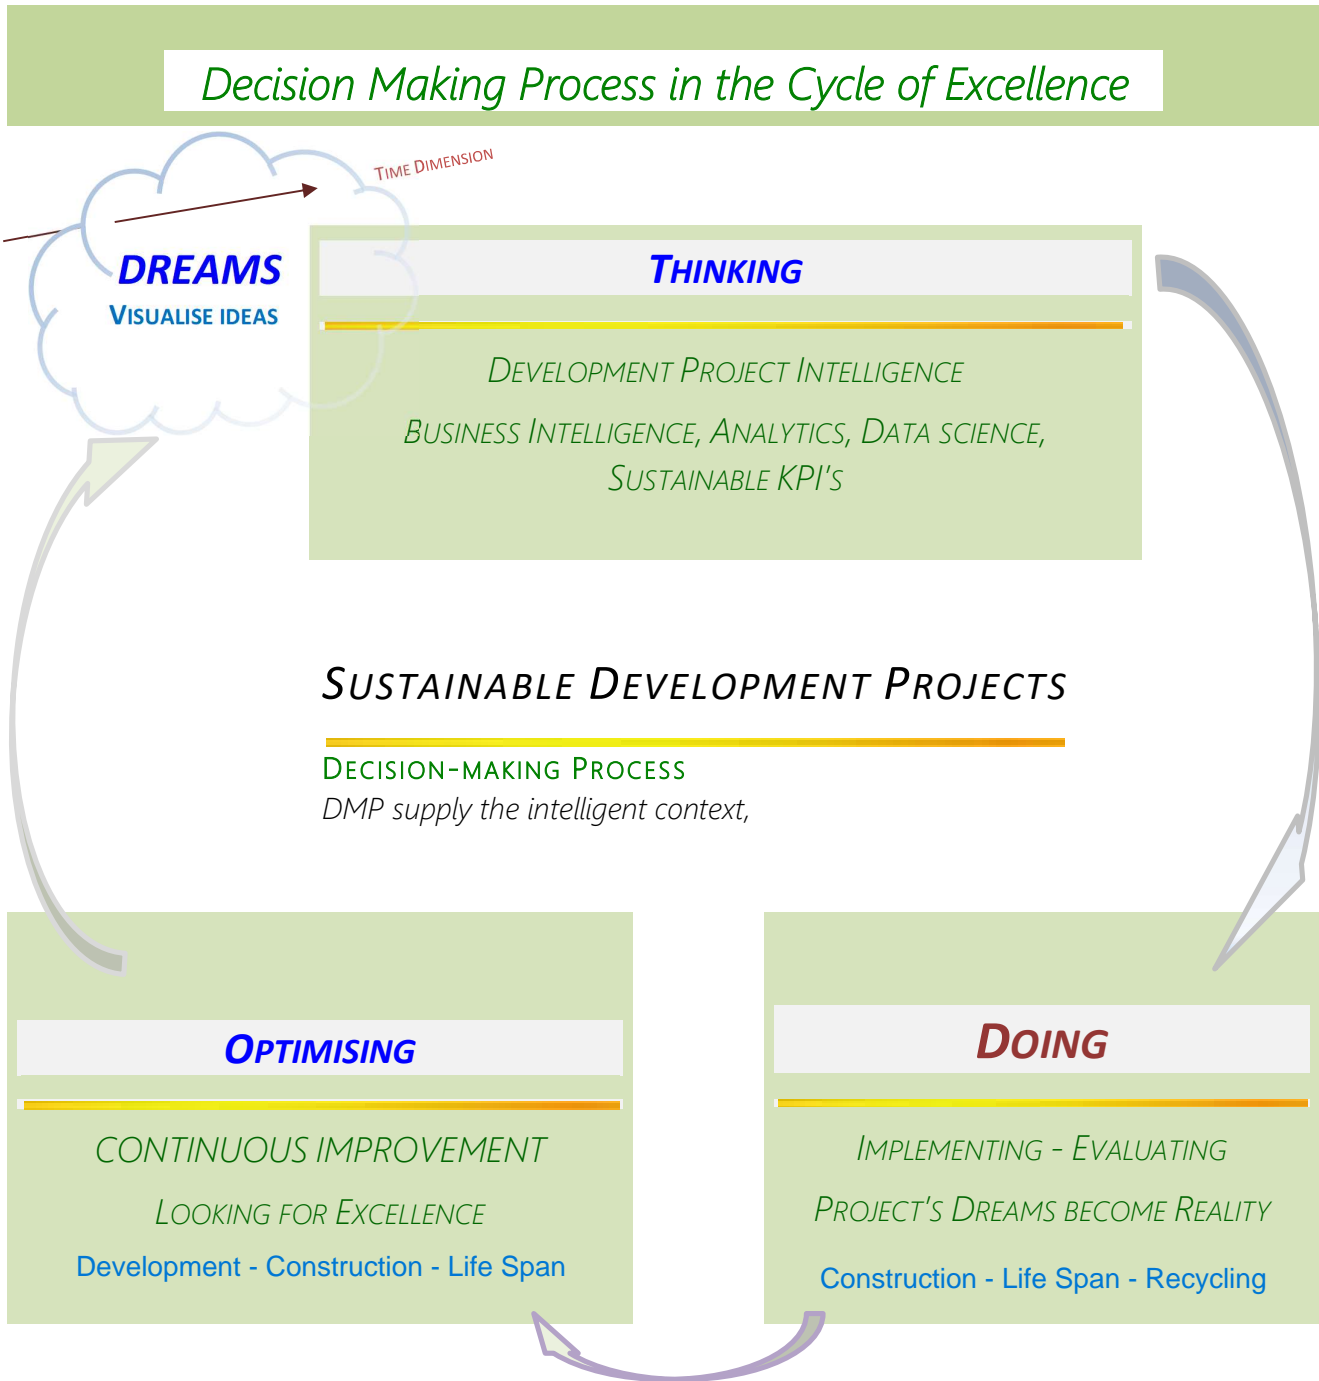 Decision Making Process in the Cycle of Excellence
TIME DIMENSION
DREAMS
VISUALISE IDEAS
THINKING
DEVELOPMENT PROJECT INTELLIGENCE
BUSINESS INTELLIGENCE, ANALYTICS, DATA SCIENCE,
SUSTAINABLE KPI'S
SUSTAINABLE DEVELOPMENT PROJECTS
DECISION-MAKING PROCESS
DMP supply the intelligent context,
OPTIMISING
CONTINUOUS IMPROVEMENT
LOOKING FOR EXCELLENCE
Development - Construction - Life Span
DOING
IMPLEMENTING - EVALUATING
PROJECT'S DREAMS BECOME REALITY
Construction - Life Span - Recycling